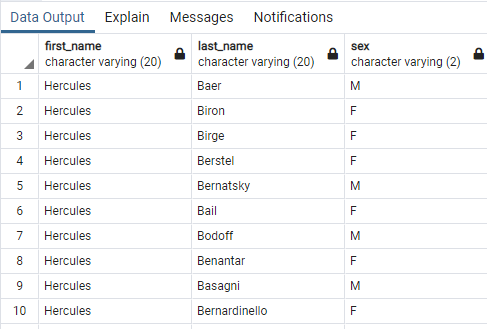 Data Output Explain Messages Notifications
first_name last_name sex
character varying (20) character varying (20) character varying (2)
1 Hercules Baer M
2 Hercules Biron F
3 Hercules Birge F
4 Hercules Berstel F
5 Hercules Bernatsky M
6 Hercules Bail F
7 Hercules Bodoff M
8 Hercules Benantar F
9 Hercules Basagni M
10 Hercules Bernardinello F